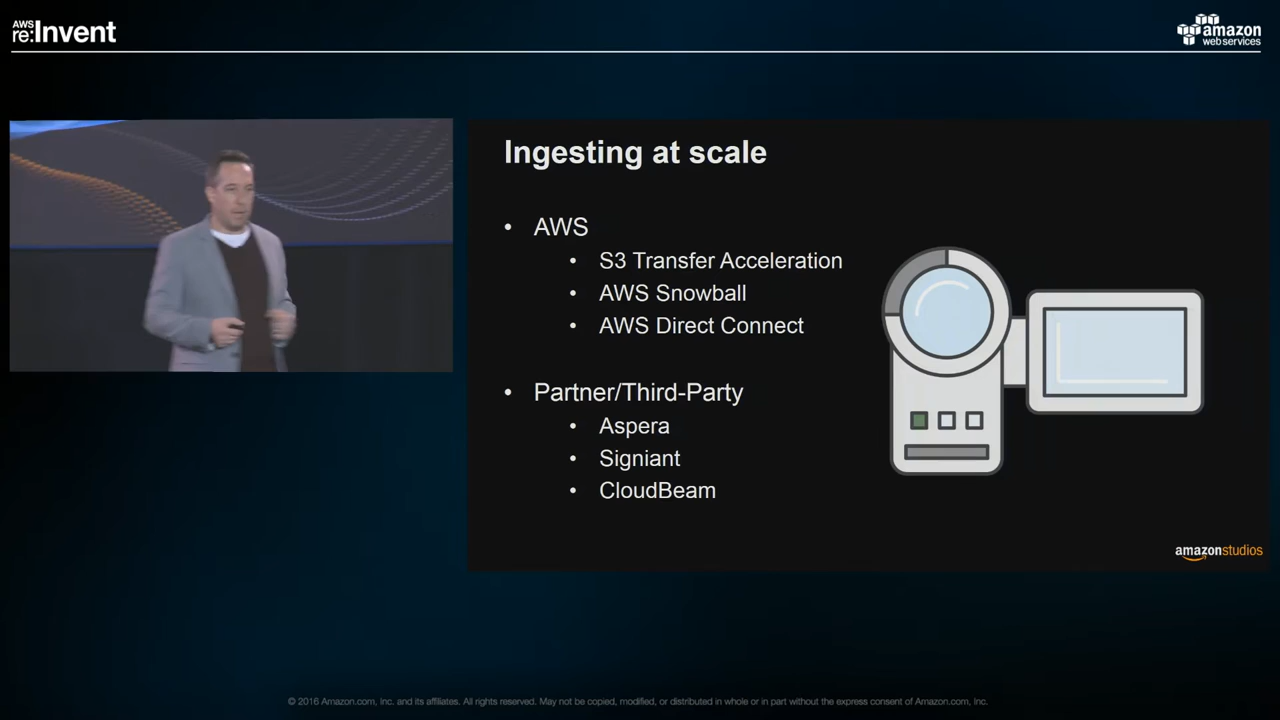 AWS
re:Invent
amazon
web services
Ingesting at scale
• AWS
• S3 Transfer Acceleration
• AWS Snowball
• AWS Direct Connect
• Partner/Third-Party
• Aspera
• Signiant
• CloudBeam
amazonstudios
© 2016 Amazon.com, Inc. and its affiliates. All rights reserved. May not be copied, modified, or distributed in whole or in part without the express consent of Amazon.com, Inc.